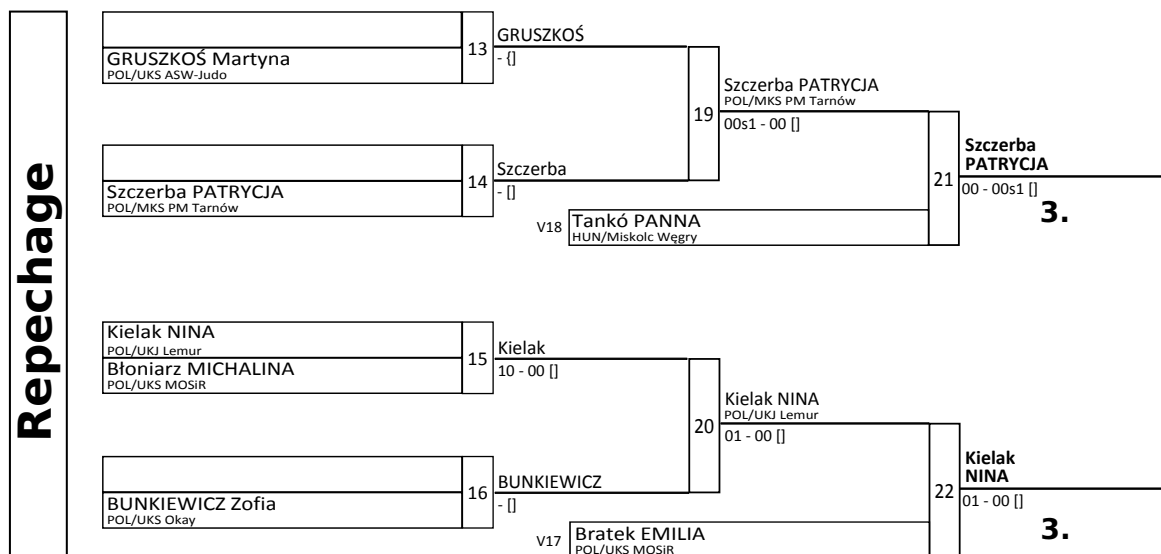 Repechage
GRUSZKOŚ Martyna
POL/UKS ASW-Judo
13
GRUSZKOŚ
- {]
Szczerba PATRYCJA
POL/MKS PM Tarnów
14
Szczerba
- []
19
Szczerba PATRYCJA
POL/MKS PM Tarnów
00s1 - 00 []
V18
Tankó PANNA
HUN/Miskolc Węgry
21
Szczerba
PATRYCJA
00 - 00s1 []
3.
Kielak NINA
POL/UKJ Lemur
Błoniarz MICHALINA
POL/UKS MOSiR
15
Kielak
10 - 00 []
BUNKIEWICZ Zofia
POL/UKS Okay
16
BUNKIEWICZ
- []
20
Kielak NINA
POL/UKJ Lemur
01 - 00 []
V17
Bratek EMILIA
POL/UKS MOSiR
22
Kielak
NINA
01 - 00 []
3.